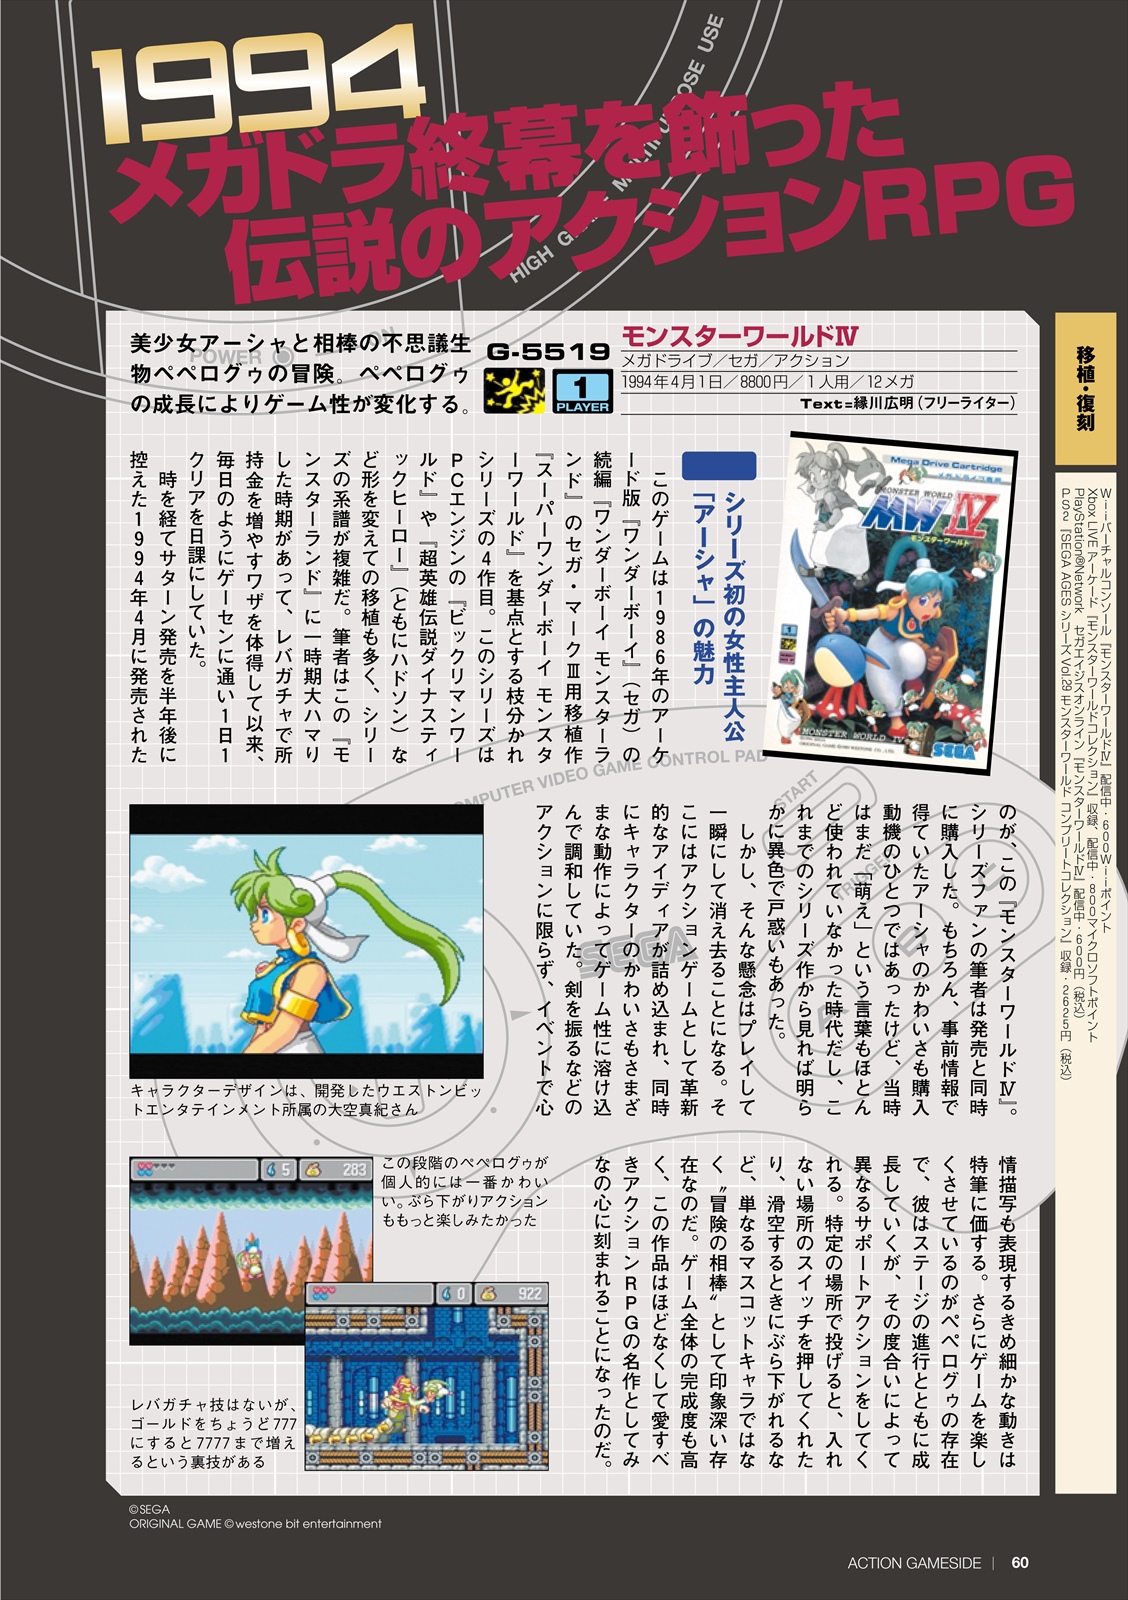 1994
メガドラ終幕を飾った
伝説のアクションRPG
HIGH GRADE MULTIPURPOSE USE
POWER
ON
美少女アーシャと相棒の不思議生
物ペペログゥの冒険。ペペログゥ
の成長によりゲーム性が変化する。
G-5519
1
PLAYER
モンスターワールドⅣ
メガドライブ／セガ／アクション
1994年4月1日／8800円／1人用／12メガ
Text=緑川広明（フリーライター）
Mega Drive Cartridge
メガドライブ専用
MONSTER WORLD
MW Ⅳ
モンスターワールド
MONSTER WORLD Ⅳ
SEGA
シリーズ初の女性主人公
「アーシャ」の魅力
このゲームは1986年のアーケ
ード版『ワンダーボーイ』（セガ）の
続編『ワンダーボーイ モンスターラ
ンド』のセガ・マークⅢ用移植作
『スーパーワンダーボーイ モンスタ
ーワールド』を基点とする枝分かれ
シリーズの4作目。このシリーズは
PCエンジンの『ビックリマンワー
ルド』や『超英雄伝説ダイナスティ
ックヒーロー』（ともにハドソン）な
ど形を変えての移植も多く、シリー
ズの系譜が複雑だ。筆者はこの『モ
ンスターランド』に一時期大ハマり
した時期があって、レバガチャで所
持金を増やすワザを体得して以来、
毎日のようにゲーセンに通い1日1
クリアを日課にしていた。
時を経てサターン発売を半年後に
控えた1994年4月に発売された
のが、この『モンスターワールドⅣ』。
シリーズファンの筆者は発売と同時
に購入した。もちろん、事前情報で
得ていたアーシャのかわいさも購入
動機のひとつではあったけど、当時
はまだ「萌え」という言葉もほとん
ど使われていなかった時代だし、こ
れまでのシリーズ作から見れば明ら
かに異色で戸惑いもあった。
しかし、そんな懸念はプレイして
一瞬にして消え去ることになる。そ
こにはアクションゲームとして革新
的なアイディアが詰め込まれ、同時
にキャラクターのかわいさもさまざ
まな動作によってゲーム性に溶け込
んで調和していた。剣を振るなどの
アクションに限らず、イベントで心
情描写も表現するきめ細かな動きは
特筆に価する。さらにゲームを楽し
くさせているのがペペログゥの存在
で、彼はステージの進行とともに成
長していくが、その度合いによって
異なるサポートアクションをしてく
れる。特定の場所で投げると、入れ
ない場所のスイッチを押してくれた
り、滑空するときにぶら下がれるな
ど、単なるマスコットキャラではな
く〝冒険の相棒〟として印象深い存
在なのだ。ゲーム全体の完成度も高
く、この作品はほどなくして愛すべ
きアクションRPGの名作としてみ
なの心に刻まれることになったのだ。
COMPUTER VIDEO GAME CONTROL PAD
START
TRIGGER
A
B
SEGA
キャラクターデザインは、開発したウエストンビッ
トエンタテインメント所属の大空真紀さん
5
283
この段階のペペログゥが
個人的には一番かわい
い。ぶら下がりアクション
ももっと楽しみたかった
0
922
レバガチャ技はないが、
ゴールドをちょうど777
にすると7777まで増え
るという裏技がある
移植・復刻
Wii バーチャルコンソール『モンスターワールドⅣ』配信中・600Wiiポイント
Xbox LIVEアーケード『モンスターワールドコレクション』収録、配信中・800マイクロソフトポイント
PlayStation®Network セガエイジスオンライン『モンスターワールドⅣ』配信中・600円（税込）
PS2『SEGA AGES シリーズ Vol.29 モンスターワールド コンプリートコレクション』収録・2625円（税込）
©SEGA
ORIGINAL GAME ©westone bit entertainment
ACTION GAMESIDE | 60